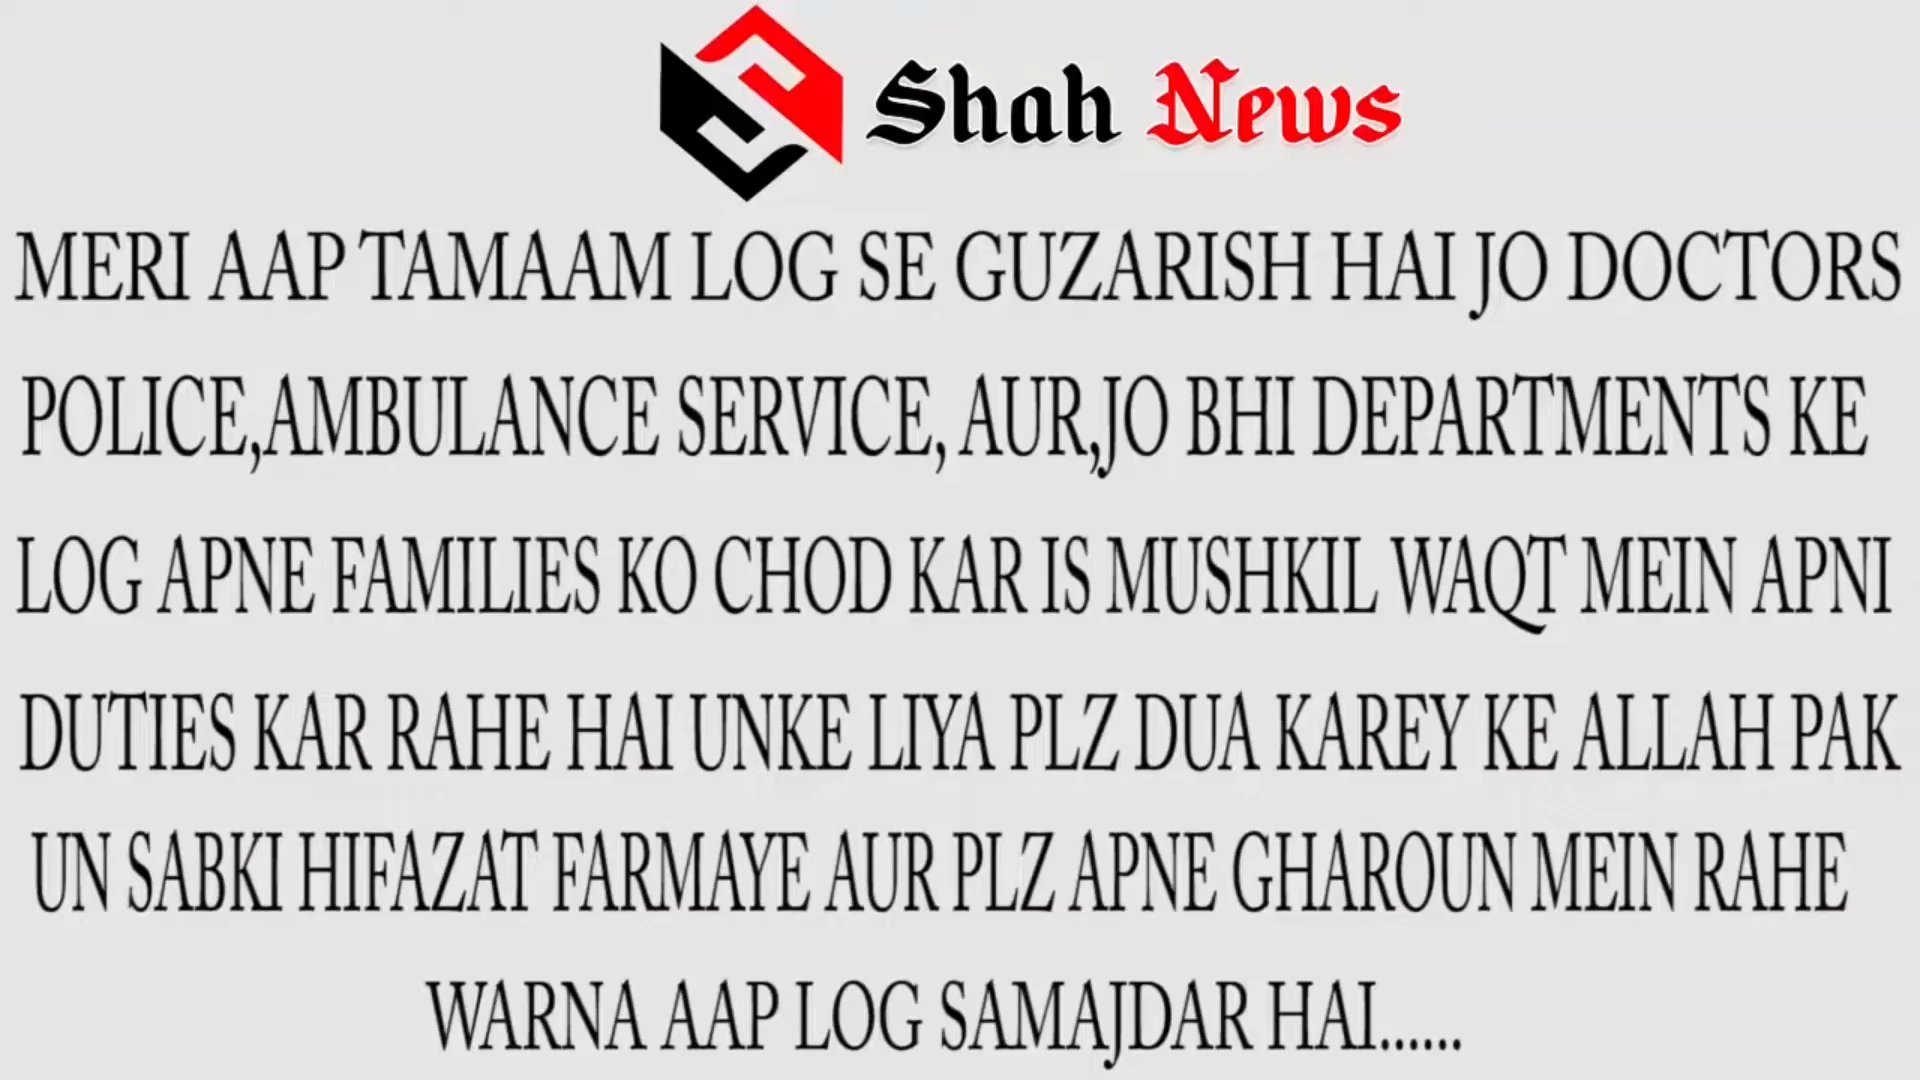 Shah News
MERI AAP TAMAAM LOG SE GUZARISH HAI JO DOCTORS
POLICE,AMBULANCE SERVICE, AUR,JO BHI DEPARTMENTS KE
LOG APNE FAMILIES KO CHOD KAR IS MUSHKIL WAQT MEIN APNI
DUTIES KAR RAHE HAI UNKE LIYA PLZ DUA KAREY KE ALLAH PAK
UN SABKI HIFAZAT FARMAYE AUR PLZ APNE GHAROUN MEIN RAHE
WARNA AAP LOG SAMAJDAR HAI......